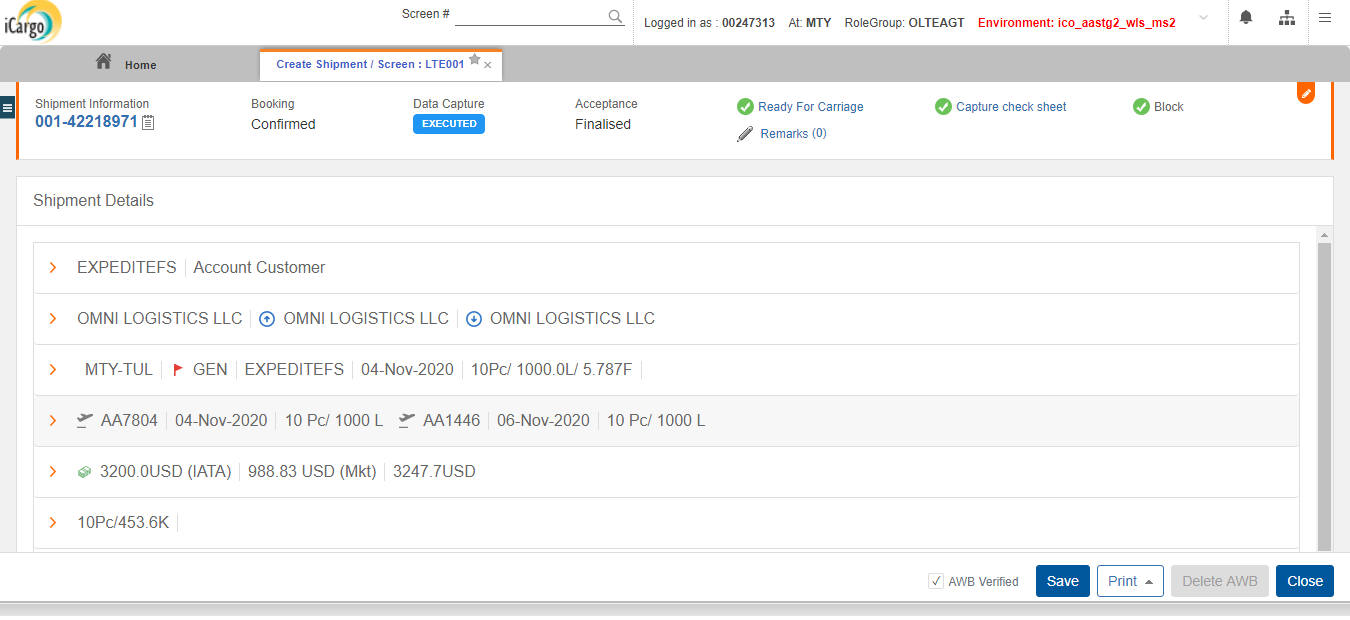 iCargo
Screen #
Logged in as : 00247313 At: MTY RoleGroup: OLTEAGT Environment: ico_aastg2_wls_ms2
Home
Create Shipment / Screen : LTE001
Shipment Information Booking Data Capture Acceptance
001-42218971 Confirmed EXECUTED Finalised
Ready For Carriage Capture check sheet Block
Remarks (0)
Shipment Details
EXPEDITEFS Account Customer
OMNI LOGISTICS LLC OMNI LOGISTICS LLC OMNI LOGISTICS LLC
MTY-TUL GEN EXPEDITEFS 04-Nov-2020 10Pc/ 1000.0L/ 5.787F
AA7804 04-Nov-2020 10 Pc/ 1000 L AA1446 06-Nov-2020 10 Pc/ 1000 L
3200.0USD (IATA) 988.83 USD (Mkt) 3247.7USD
10Pc/453.6K
AWB Verified Save Print Delete AWB Close